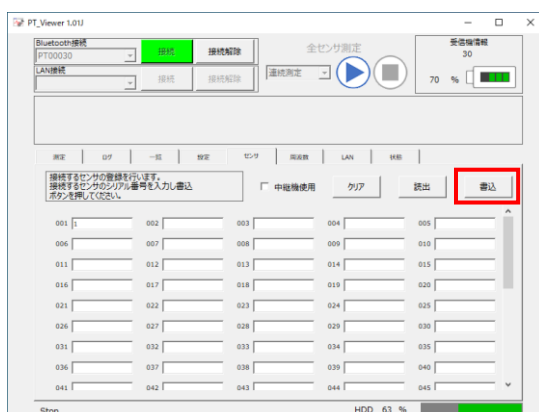 PT_Viewer 1.01J
Bluetooth接続
PT00030
接続
接続解除
LAN接続
接続
接続解除
全センサ測定
連続測定
受信機情報
30
70 %
測定 ログ 一覧 設定 センサ 周波数 LAN 状態
接続するセンサの登録を行います。
接続するセンサのシリアル番号を入力し書込
ボタンを押してください。
中継機使用
クリア
読出
書込
001 1 002 003 004 005
006 007 008 009 010
011 012 013 014 015
016 017 018 019 020
021 022 023 024 025
026 027 028 029 030
031 032 033 034 035
036 037 038 039 040
041 042 043 044 045
Stop HDD 63 %